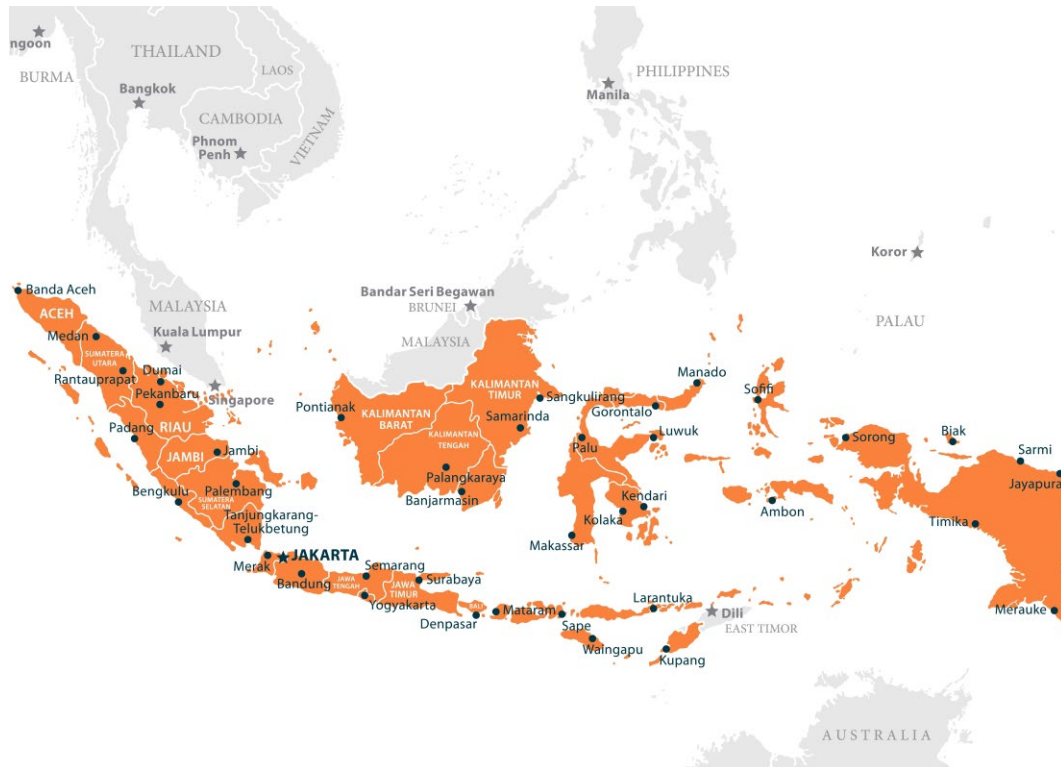 ngoon
BURMA
THAILAND
Bangkok
LAOS
CAMBODIA
Phnom
Penh
VIETNAM
PHILIPPINES
Manila
Koror
PALAU
MALAYSIA
Kuala Lumpur
Singapore
Bandar Seri Begawan
BRUNEI
MALAYSIA
Banda Aceh
ACEH
Medan
SUMATERA
UTARA
Rantauprapat
Dumai
Pekanbaru
RIAU
Padang
JAMBI
Jambi
Bengkulu
Palembang
SUMATERA
SELATAN
Tanjungkarang-
Telukbetung
Pontianak
KALIMANTAN
BARAT
KALIMANTAN
TENGAH
KALIMANTAN
TIMUR
Sangkulirang
Samarinda
Palangkaraya
Banjarmasin
Manado
Gorontalo
Palu
Luwuk
Kendari
Kolaka
Makassar
Sofifi
Ambon
Sorong
Biak
Sarmi
Jayapura
Timika
Merauke
Merak
JAKARTA
Bandung
JAWA
TENGAH
Semarang
JAWA
TIMUR
Surabaya
Yogyakarta
BALI
Denpasar
Mataram
Sape
Waingapu
Larantuka
Kupang
Dili
EAST TIMOR
AUSTRALIA